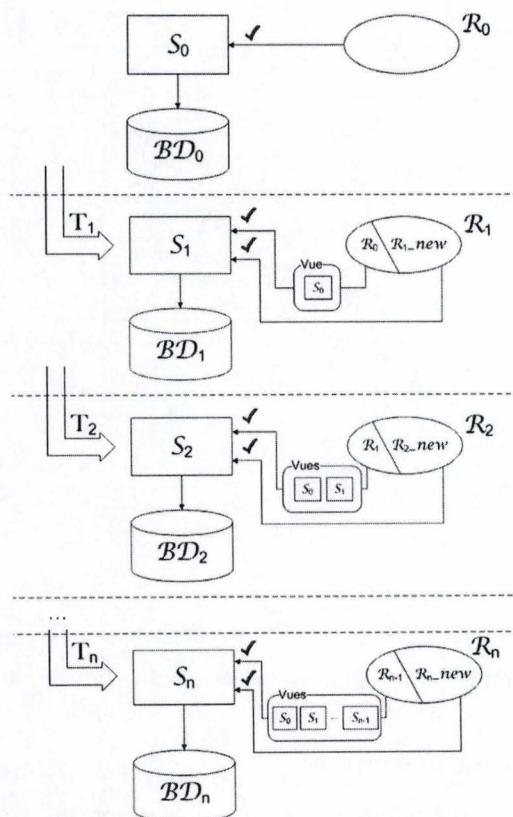 S₀
R₀
BD₀
T₁
S₁
Vue
S₀
R₀ R₁_new
R₁
BD₁
T₂
S₂
Vues
S₀ S₁
R₁ R₂_new
R₂
BD₂
...
Tₙ
Sₙ
Vues
S₀ S₁ ... Sₙ₋₁
Rₙ₋₁ Rₙ_new
Rₙ
BDₙ